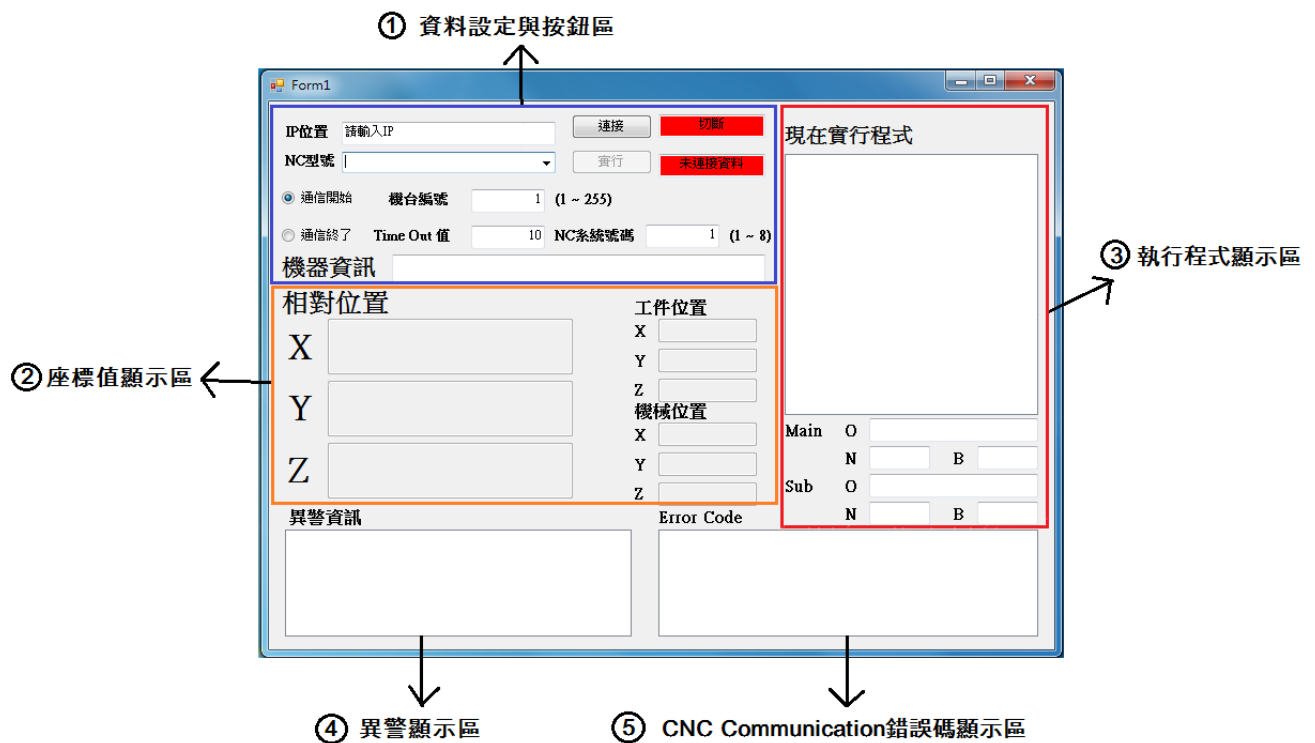 ① 資料設定與按鈕區
Form1
IP位置 請輸入IP 連接 切斷
NC型號 實行 未連接資料
通信開始 機台編號 1 (1 ~ 255)
通信終了 Time Out 值 10 NC系統號碼 1 (1 ~ 8)
機器資訊
現在實行程式
③ 執行程式顯示區
相對位置
X
Y
Z
工件位置
X
Y
Z
機械位置
X
Y
Z
② 座標值顯示區
Main O
N B
Sub O
N B
異警資訊
Error Code
④ 異警顯示區
⑤ CNC Communication錯誤碼顯示區